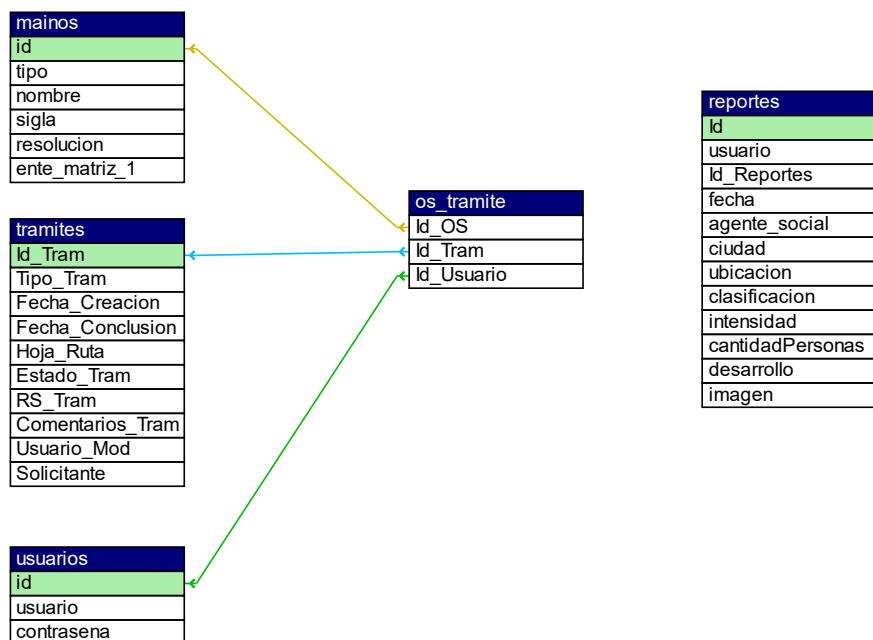 mainos
id
tipo
nombre
sigla
resolucion
ente_matriz_1
tramites
Id_Tram
Tipo_Tram
Fecha_Creacion
Fecha_Conclusion
Hoja_Ruta
Estado_Tram
RS_Tram
Comentarios_Tram
Usuario_Mod
Solicitante
usuarios
id
usuario
contrasena
os_tramite
Id_OS
Id_Tram
Id_Usuario
reportes
Id
usuario
Id_Reportes
fecha
agente_social
ciudad
ubicacion
clasificacion
intensidad
cantidadPersonas
desarrollo
imagen